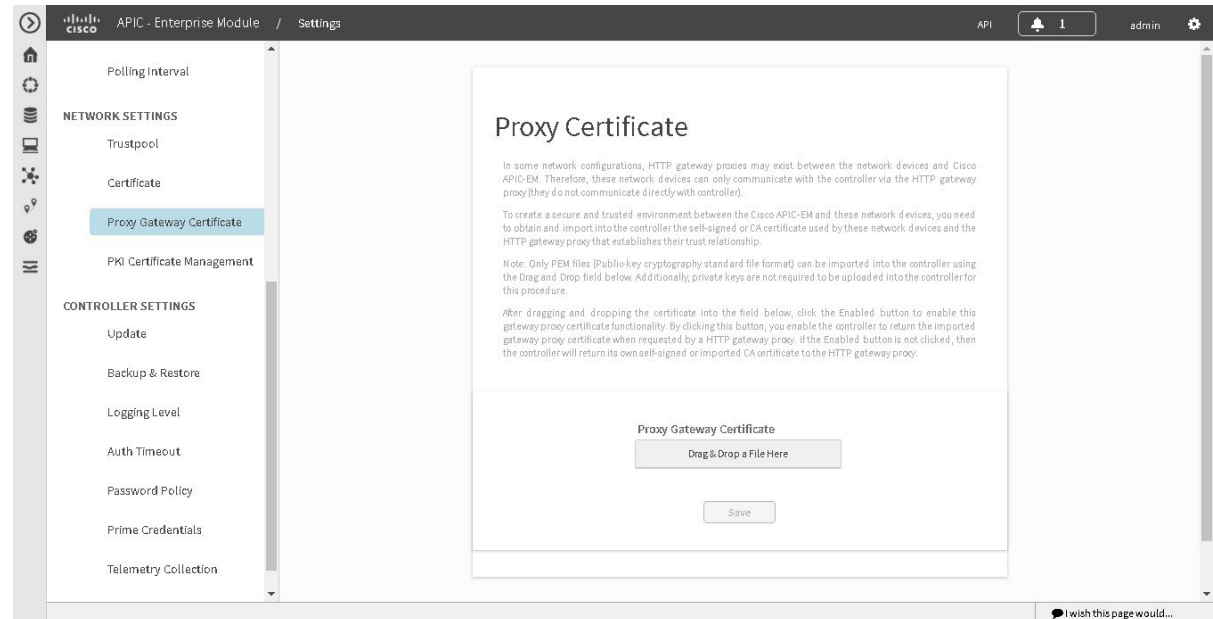 cisco APIC - Enterprise Module / Settings API 1 admin
Polling Interval
NETWORK SETTINGS
Trustpool
Certificate
Proxy Gateway Certificate
PKI Certificate Management
CONTROLLER SETTINGS
Update
Backup & Restore
Logging Level
Auth Timeout
Password Policy
Prime Credentials
Telemetry Collection
Proxy Certificate
In some network configurations, HTTP gateway proxies may exist between the network devices and Cisco
APIC-EM. Therefore, these network devices can only communicate with the controller via the HTTP gateway
proxy (they do not communicate directly with controller).
To create a secure and trusted environment between the Cisco APIC-EM and these network devices, you need
to obtain and import into the controller the self-signed or CA certificate used by these network devices and the
HTTP gateway proxy that establishes their trust relationship.
Note: Only PEM files (Public-key cryptography standard file format) can be imported into the controller using
the Drag and Drop field below. Additionally, private keys are not required to be uploaded into the controller for
this procedure.
After dragging and dropping the certificate into the field below, click the Enabled button to enable this
gateway proxy certificate functionality. By clicking this button, you enable the controller to return the imported
gateway proxy certificate when requested by a HTTP gateway proxy. if the Enabled button is not clicked, then
the controller will return its own self-signed or imported CA certificate to the HTTP gateway proxy.
Proxy Gateway Certificate
Drag & Drop a File Here
Save
I wish this page would...